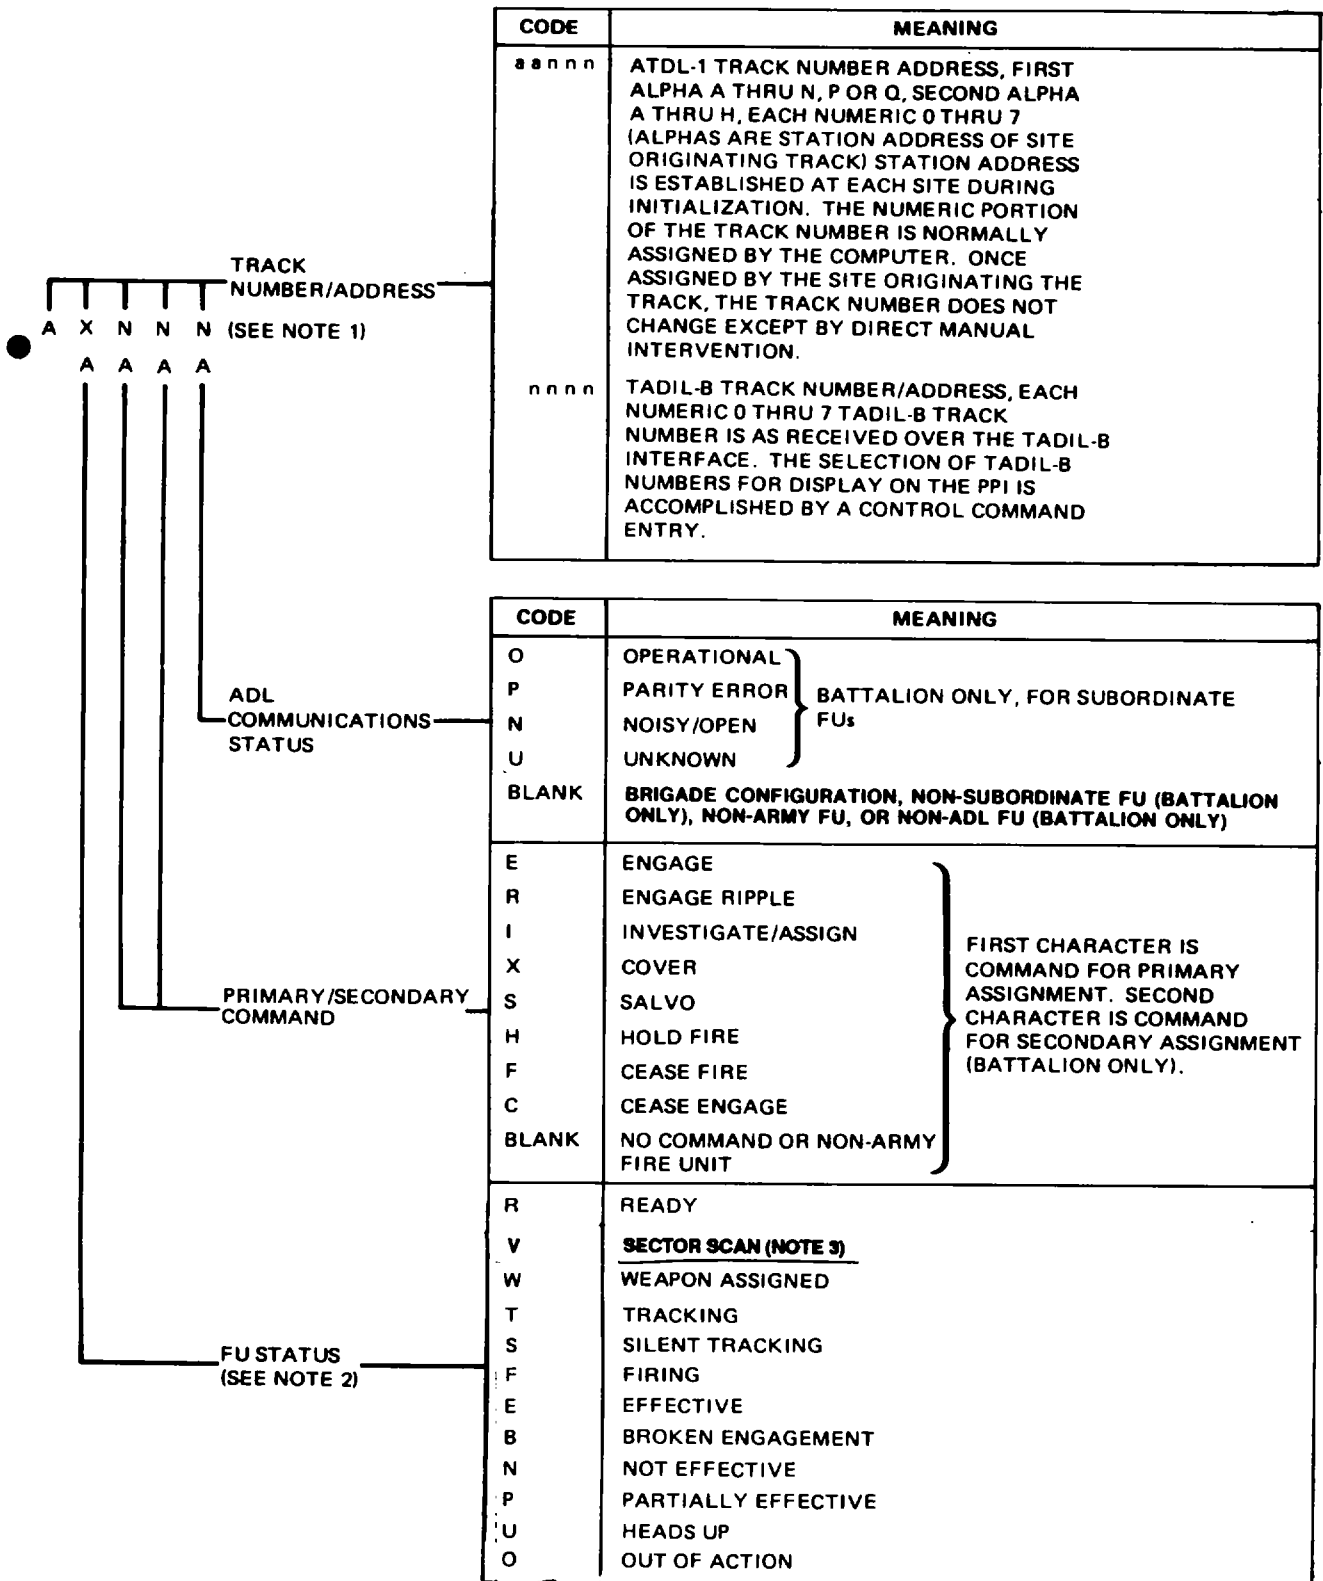 CODE MEANING
aannn ATDL-1 TRACK NUMBER ADDRESS, FIRST
ALPHA A THRU N, P OR Q, SECOND ALPHA
A THRU H, EACH NUMERIC 0 THRU 7
(ALPHAS ARE STATION ADDRESS OF SITE
ORIGINATING TRACK) STATION ADDRESS
IS ESTABLISHED AT EACH SITE DURING
INITIALIZATION. THE NUMERIC PORTION
OF THE TRACK NUMBER IS NORMALLY
ASSIGNED BY THE COMPUTER. ONCE
ASSIGNED BY THE SITE ORIGINATING THE
TRACK, THE TRACK NUMBER DOES NOT
CHANGE EXCEPT BY DIRECT MANUAL
INTERVENTION.
nnnn TADIL-B TRACK NUMBER/ADDRESS, EACH
NUMERIC 0 THRU 7 TADIL-B TRACK
NUMBER IS AS RECEIVED OVER THE TADIL-B
INTERFACE. THE SELECTION OF TADIL-B
NUMBERS FOR DISPLAY ON THE PPI IS
ACCOMPLISHED BY A CONTROL COMMAND
ENTRY.
TRACK
NUMBER/ADDRESS
A X N N N (SEE NOTE 1)
A A A A
CODE MEANING
O OPERATIONAL
P PARITY ERROR
N NOISY/OPEN
U UNKNOWN
BATTALION ONLY, FOR SUBORDINATE
FUs
BLANK BRIGADE CONFIGURATION, NON-SUBORDINATE FU (BATTALION
ONLY), NON-ARMY FU, OR NON-ADL FU (BATTALION ONLY)
ADL
COMMUNICATIONS
STATUS
E ENGAGE
R ENGAGE RIPPLE
I INVESTIGATE/ASSIGN
X COVER
S SALVO
H HOLD FIRE
F CEASE FIRE
C CEASE ENGAGE
BLANK NO COMMAND OR NON-ARMY
FIRE UNIT
FIRST CHARACTER IS
COMMAND FOR PRIMARY
ASSIGNMENT. SECOND
CHARACTER IS COMMAND
FOR SECONDARY ASSIGNMENT
(BATTALION ONLY).
PRIMARY/SECONDARY
COMMAND
R READY
V SECTOR SCAN (NOTE 3)
W WEAPON ASSIGNED
T TRACKING
S SILENT TRACKING
F FIRING
E EFFECTIVE
B BROKEN ENGAGEMENT
N NOT EFFECTIVE
P PARTIALLY EFFECTIVE
U HEADS UP
O OUT OF ACTION
FU STATUS
(SEE NOTE 2)